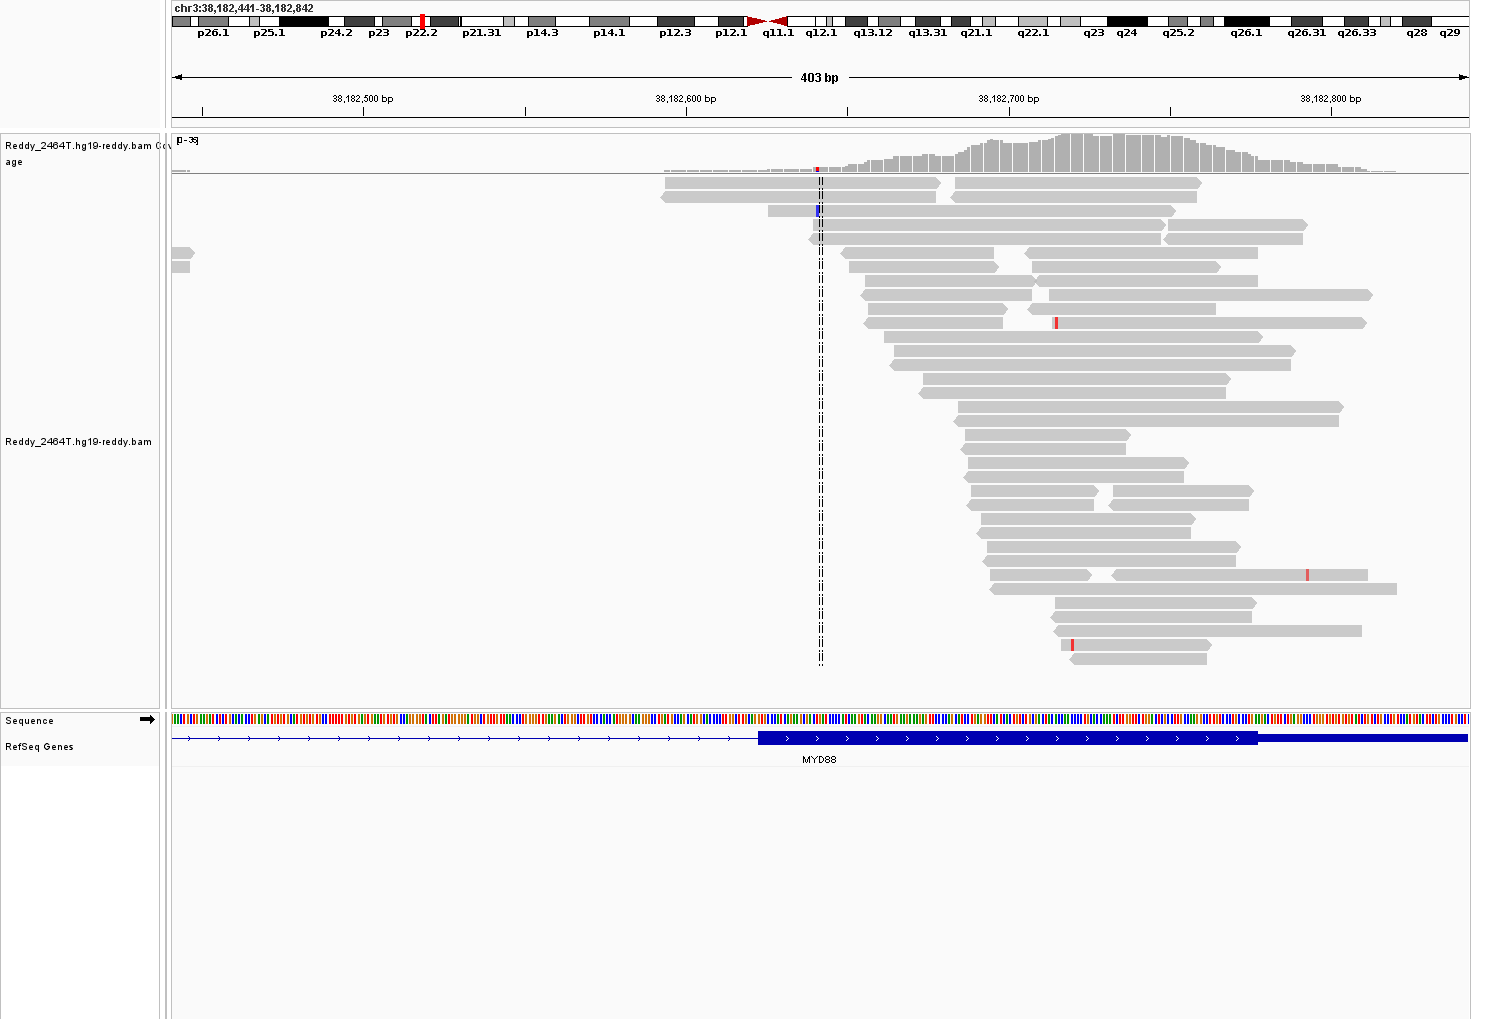 chr3:38,182,441-38,182,842
p26.1 p25.1 p24.2 p23 p22.2 p21.31 p14.3 p14.1 p12.3 p12.1 q11.1 q12.1 q13.12 q13.31 q21.1 q22.1 q23 q24 q25.2 q26.1 q26.31 q26.33 q28 q29
403 bp
38,182,500 bp 38,182,600 bp 38,182,700 bp 38,182,800 bp
Reddy_2464T.hg19-reddy.bam Cov
age
[0-36]
Reddy_2464T.hg19-reddy.bam
Sequence
RefSeq Genes
MYD88